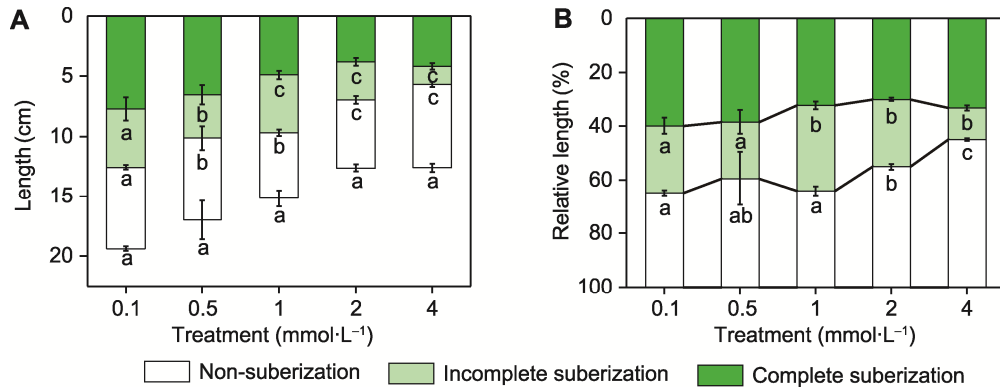 A
0
5
10
15
20
Length (cm)
a
a
a
b
b
a
c
b
a
c
c
a
c
c
a
0.1
0.5
1
2
4
Treatment (mmol·L⁻¹)
B
0
20
40
60
80
100
Relative length (%)
a
a
a
ab
b
a
b
b
b
c
0.1
0.5
1
2
4
Treatment (mmol·L⁻¹)
Non-suberization
Incomplete suberization
Complete suberization